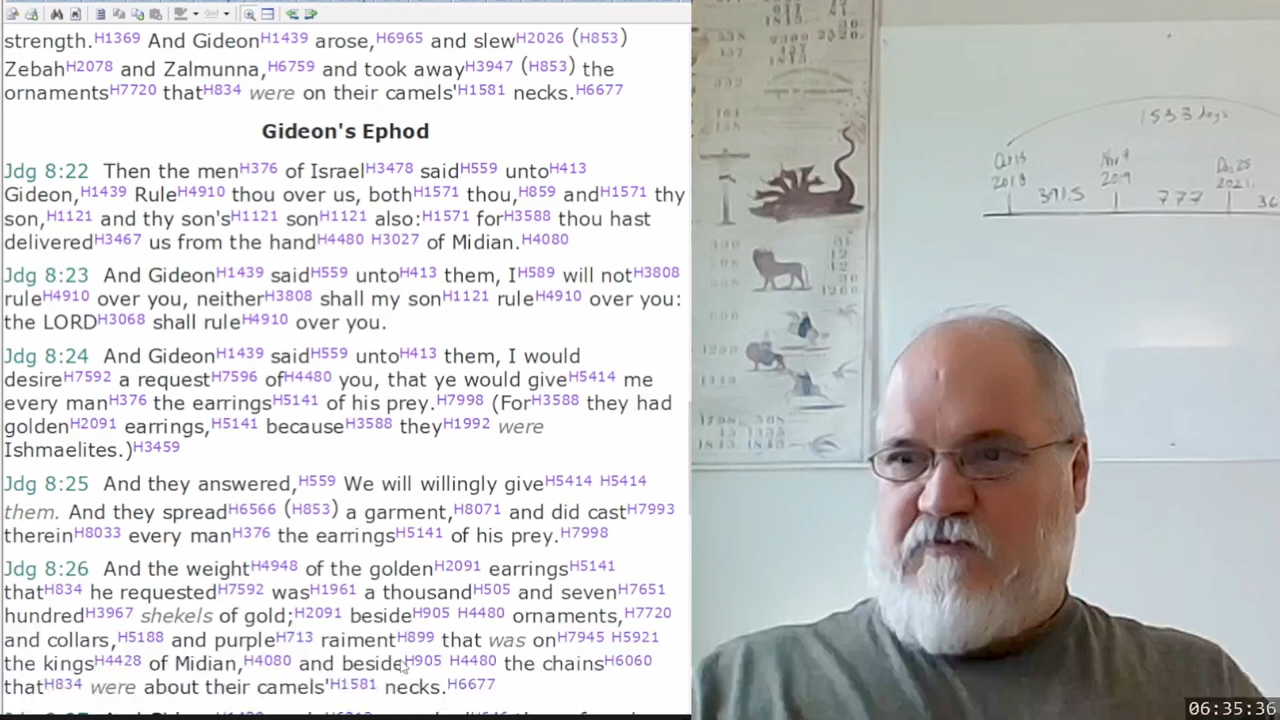 strength.H1369 And GideonH1439 arose,H6965 and slewH2026 (H853)
ZebahH2078 and Zalmunna,H6759 and took awayH3947 (H853) the
ornamentsH7720 thatH834 were on their camels'H1581 necks.H6677
Gideon's Ephod
Jdg 8:22 Then the menH376 of IsraelH3478 saidH559 untoH413
Gideon,H1439 RuleH4910 thou over us, bothH1571 thou,H859 andH1571 thy
son,H1121 and thy son'sH1121 sonH1121 also:H1571 forH3588 thou hast
deliveredH3467 us from the handH4480 H3027 of Midian.H4080
Jdg 8:23 And GideonH1439 saidH559 untoH413 them, IH589 will notH3808
ruleH4910 over you, neitherH3808 shall my sonH1121 ruleH4910 over you:
the LORDH3068 shall ruleH4910 over you.
Jdg 8:24 And GideonH1439 saidH559 untoH413 them, I would
desireH7592 a requestH7596 ofH4480 you, that ye would giveH5414 me
every manH376 the earringsH5141 of his prey.H7998 (ForH3588 they had
goldenH2091 earrings,H5141 becauseH3588 theyH1992 were
Ishmaelites.)H3459
Jdg 8:25 And they answered,H559 We will willingly giveH5414 H5414
them. And they spreadH6566 (H853) a garment,H8071 and did castH7993
thereinH8033 every manH376 the earringsH5141 of his prey.H7998
Jdg 8:26 And the weightH4948 of the goldenH2091 earringsH5141
thatH834 he requestedH7592 wasH1961 a thousandH505 and sevenH7651
hundredH3967 shekels of gold;H2091 besideH905 H4480 ornaments,H7720
and collars,H5188 and purpleH713 raimentH899 that was onH7945 H5921
the kingsH4428 of Midian,H4080 and besideH905 H4480 the chainsH6060
thatH834 were about their camels'H1581 necks.H6677
1533 days
Oct 13 Nov 9 Dec 25
2018 2019 2021
391.5 777 36
06:35:36